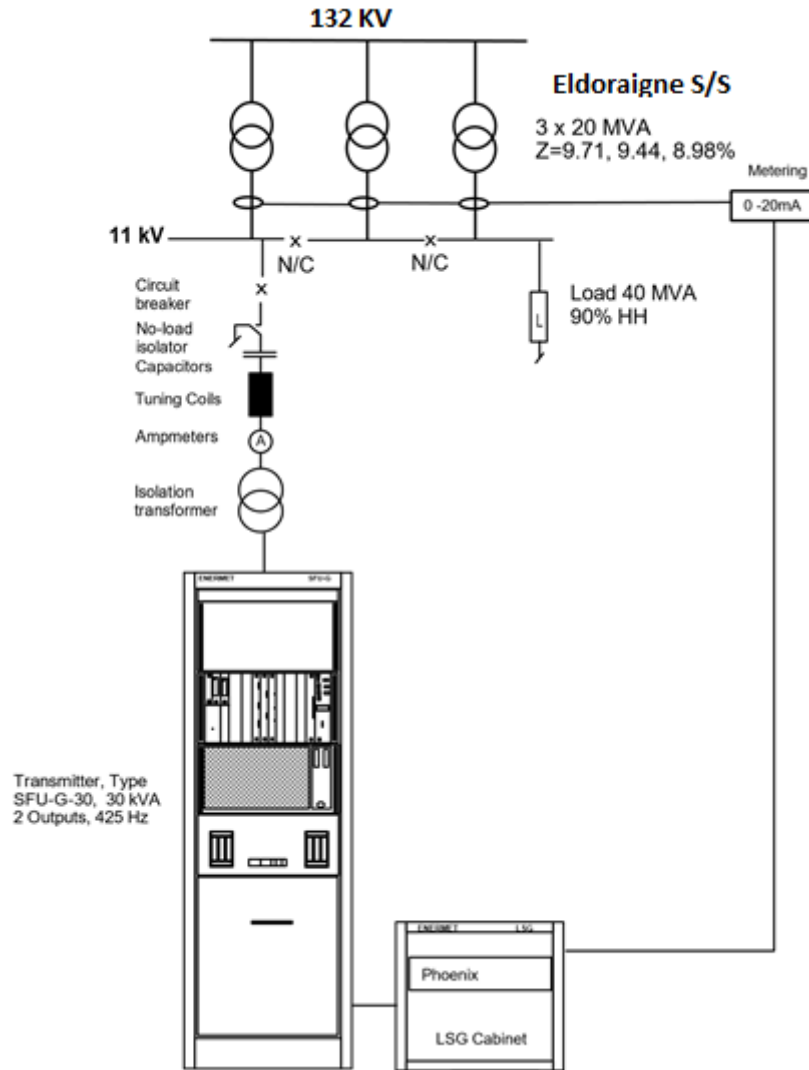 132 KV
Eldoraigne S/S
3 x 20 MVA
Z=9.71, 9.44, 8.98%
Metering
0 -20mA
11 kV
x
x
N/C
N/C
Circuit
breaker
x
No-load
isolator
Capacitors
Tuning Coils
Ampmeters
A
Isolation
transformer
Load 40 MVA
90% HH
L
ENERMET
SFU-G
Transmitter, Type
SFU-G-30, 30 kVA
2 Outputs, 425 Hz
ENERMET
LSG
Phoenix
LSG Cabinet